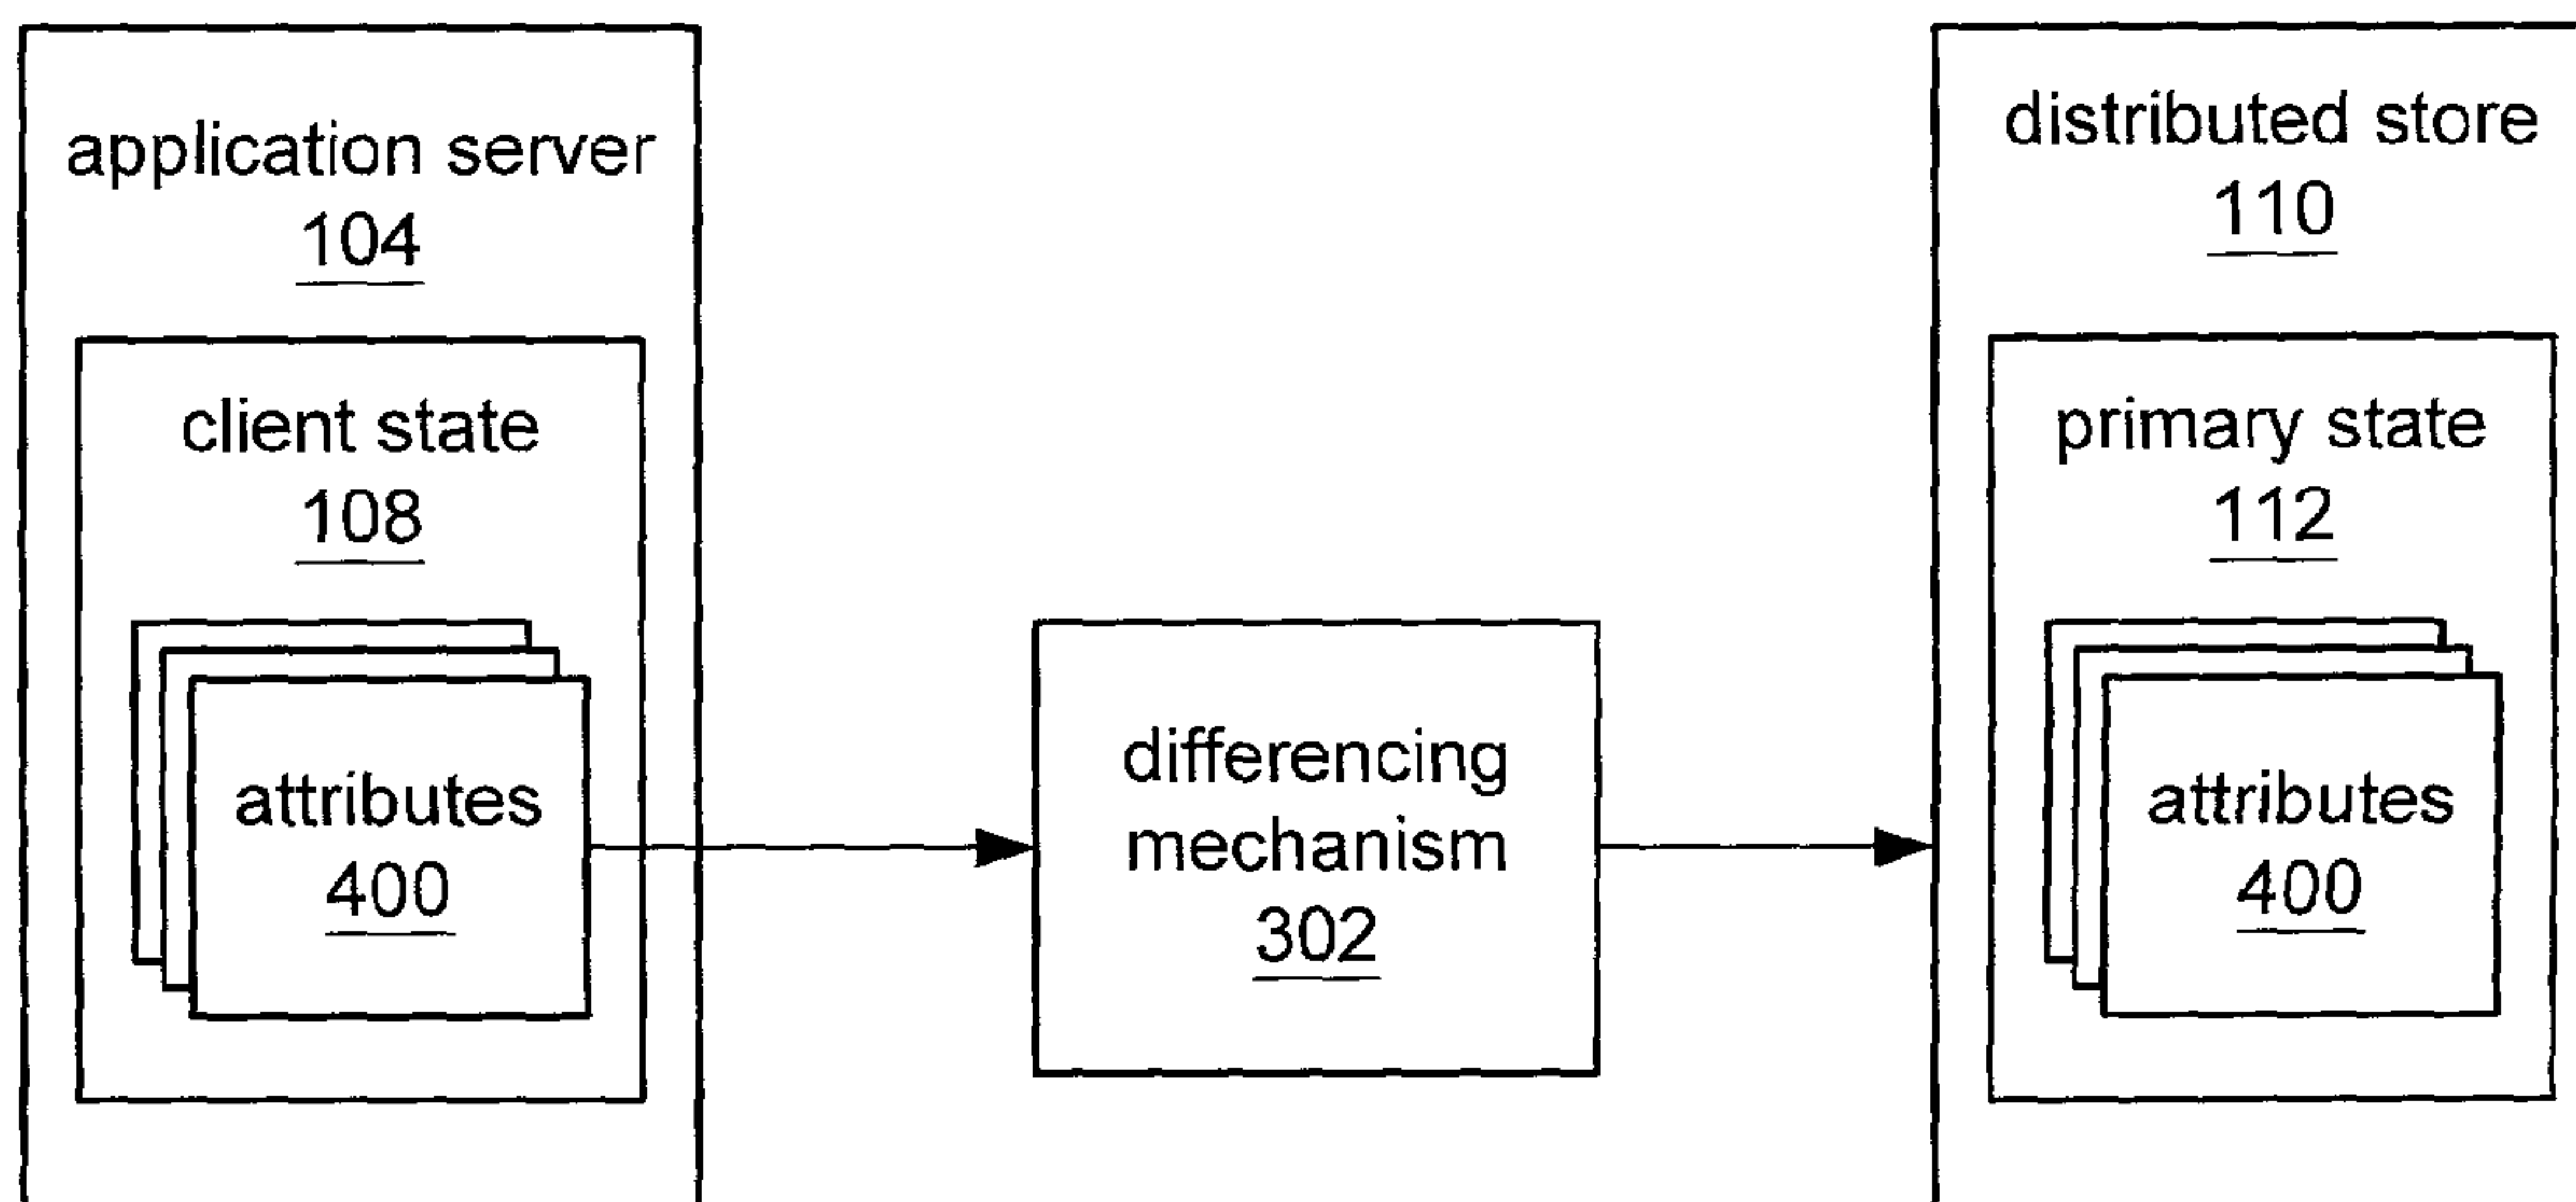 application server
104
client state
108
attributes
400
differencing
mechanism
302
distributed store
110
primary state
112
attributes
400